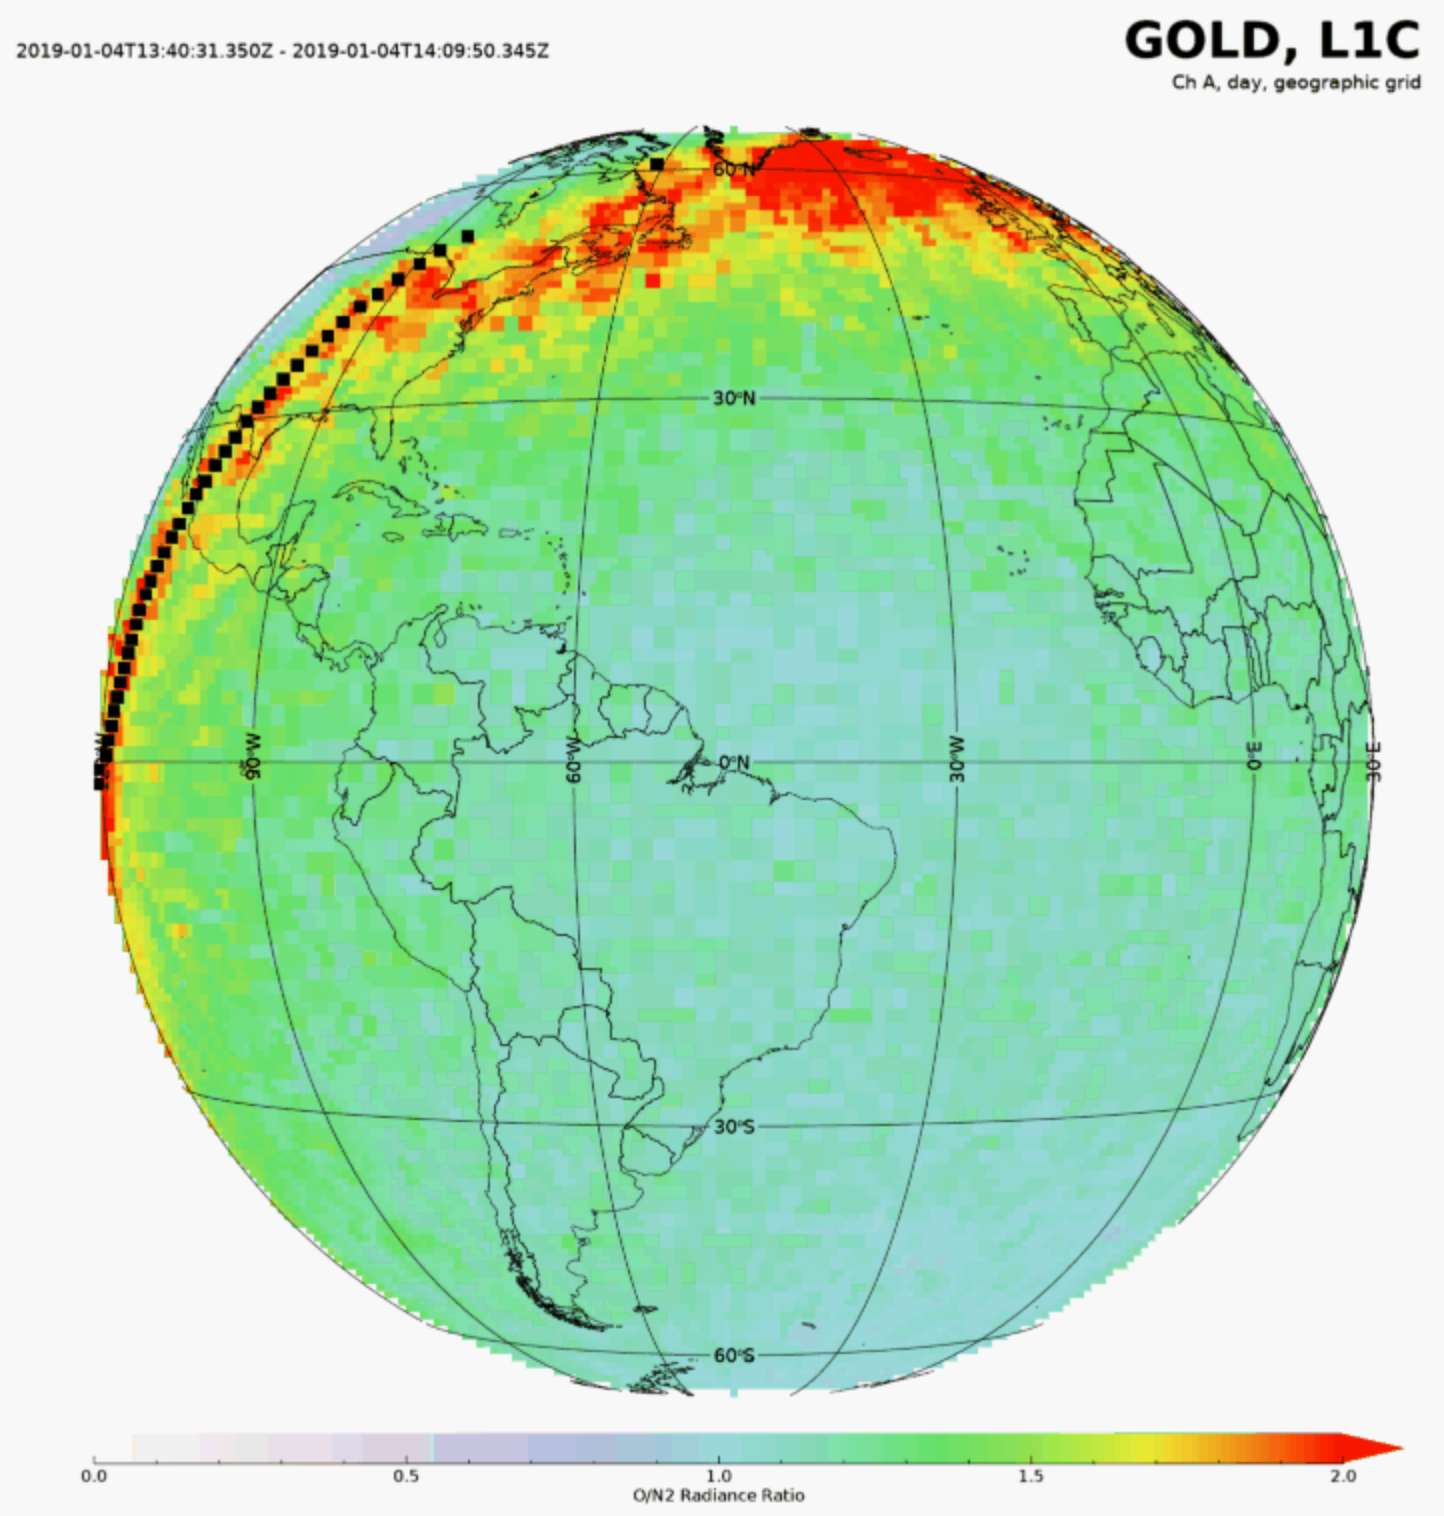 GOLD, L1C
2019-01-04T13:40:31.350Z - 2019-01-04T14:09:50.345Z
Ch A, day, geographic grid
60°N
30°N
90°W
60°W
0°N
30°W
0°E
30°E
30°S
60°S
0.0 0.5 1.0 1.5 2.0
O/N2 Radiance Ratio